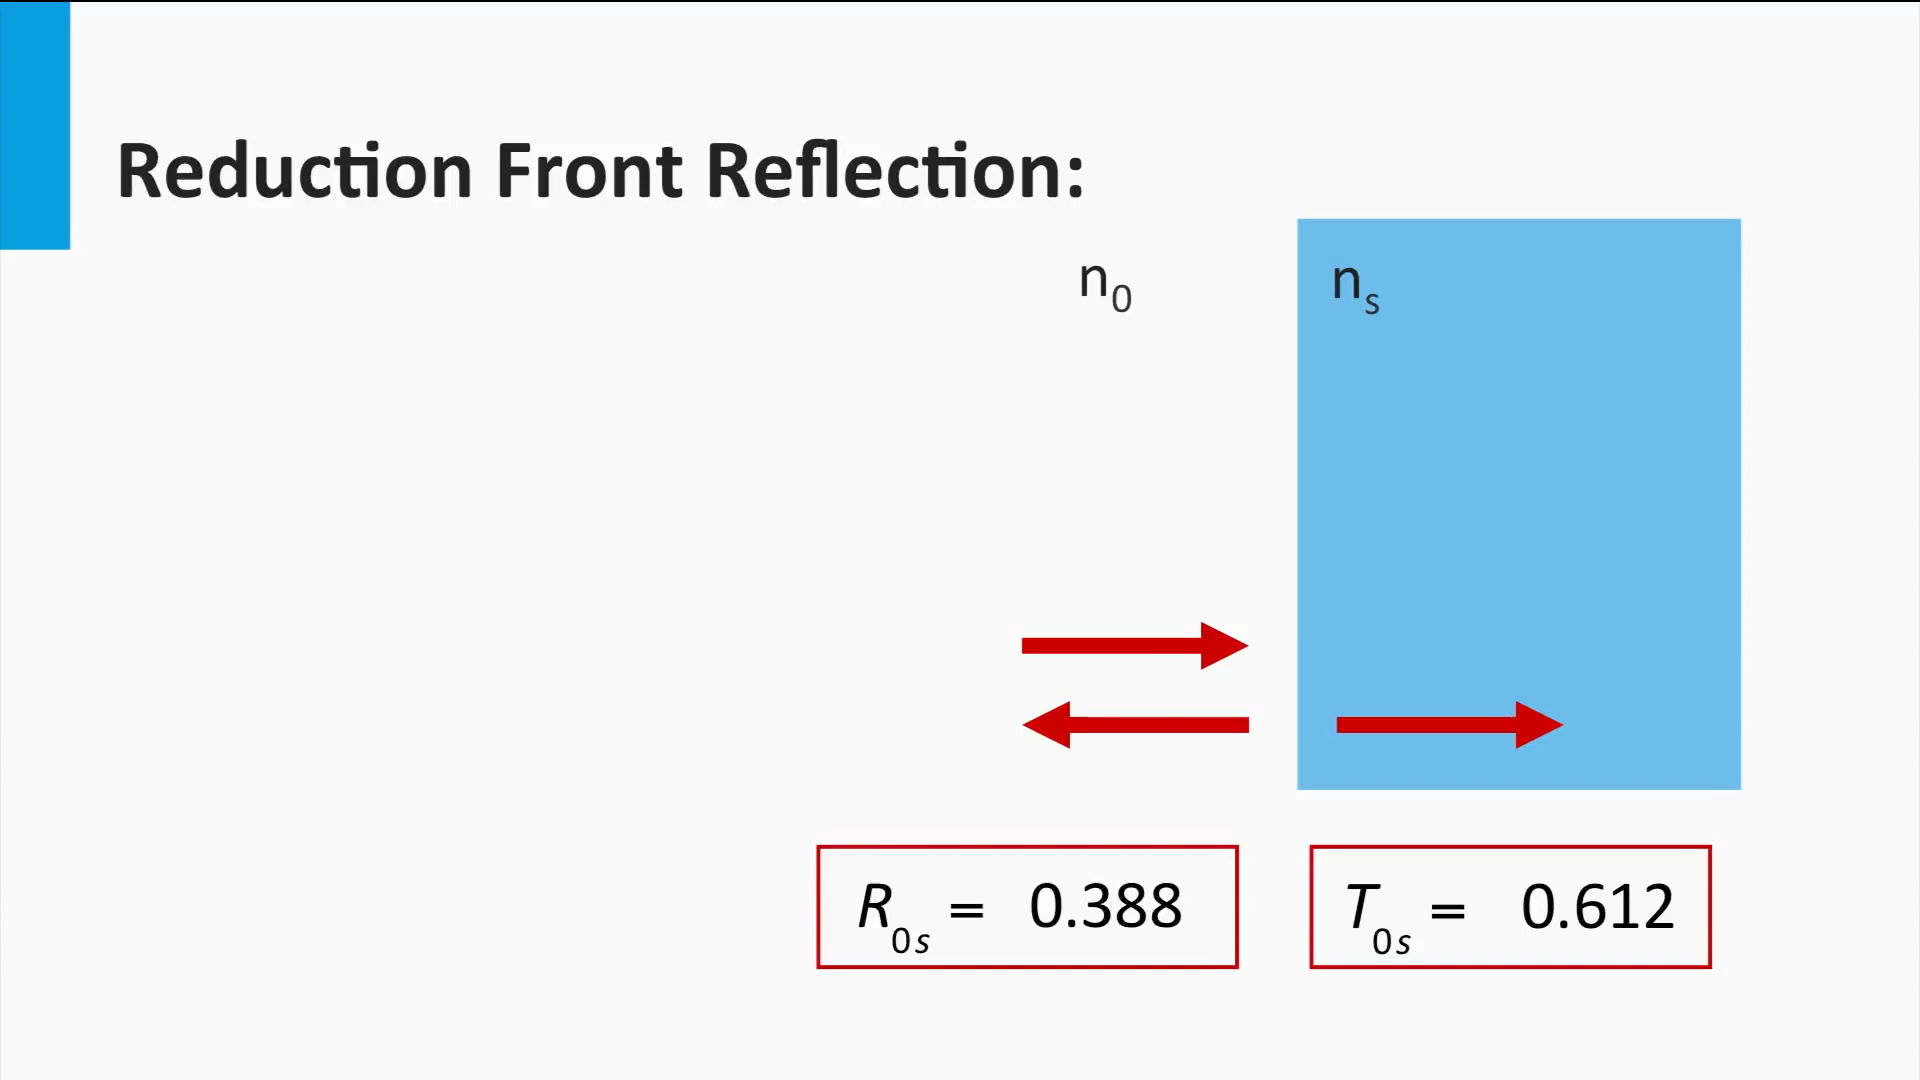 Reduction Front Reflection:
n₀ nₛ
R₀ₛ = 0.388 T₀ₛ = 0.612